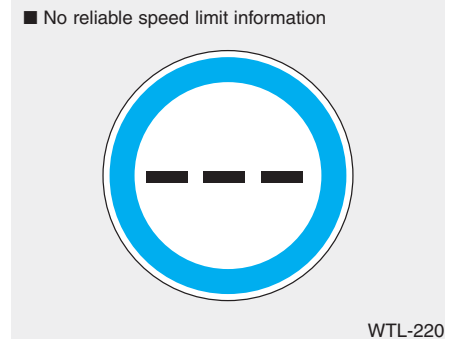 ■ No reliable speed limit information
---
WTL-220